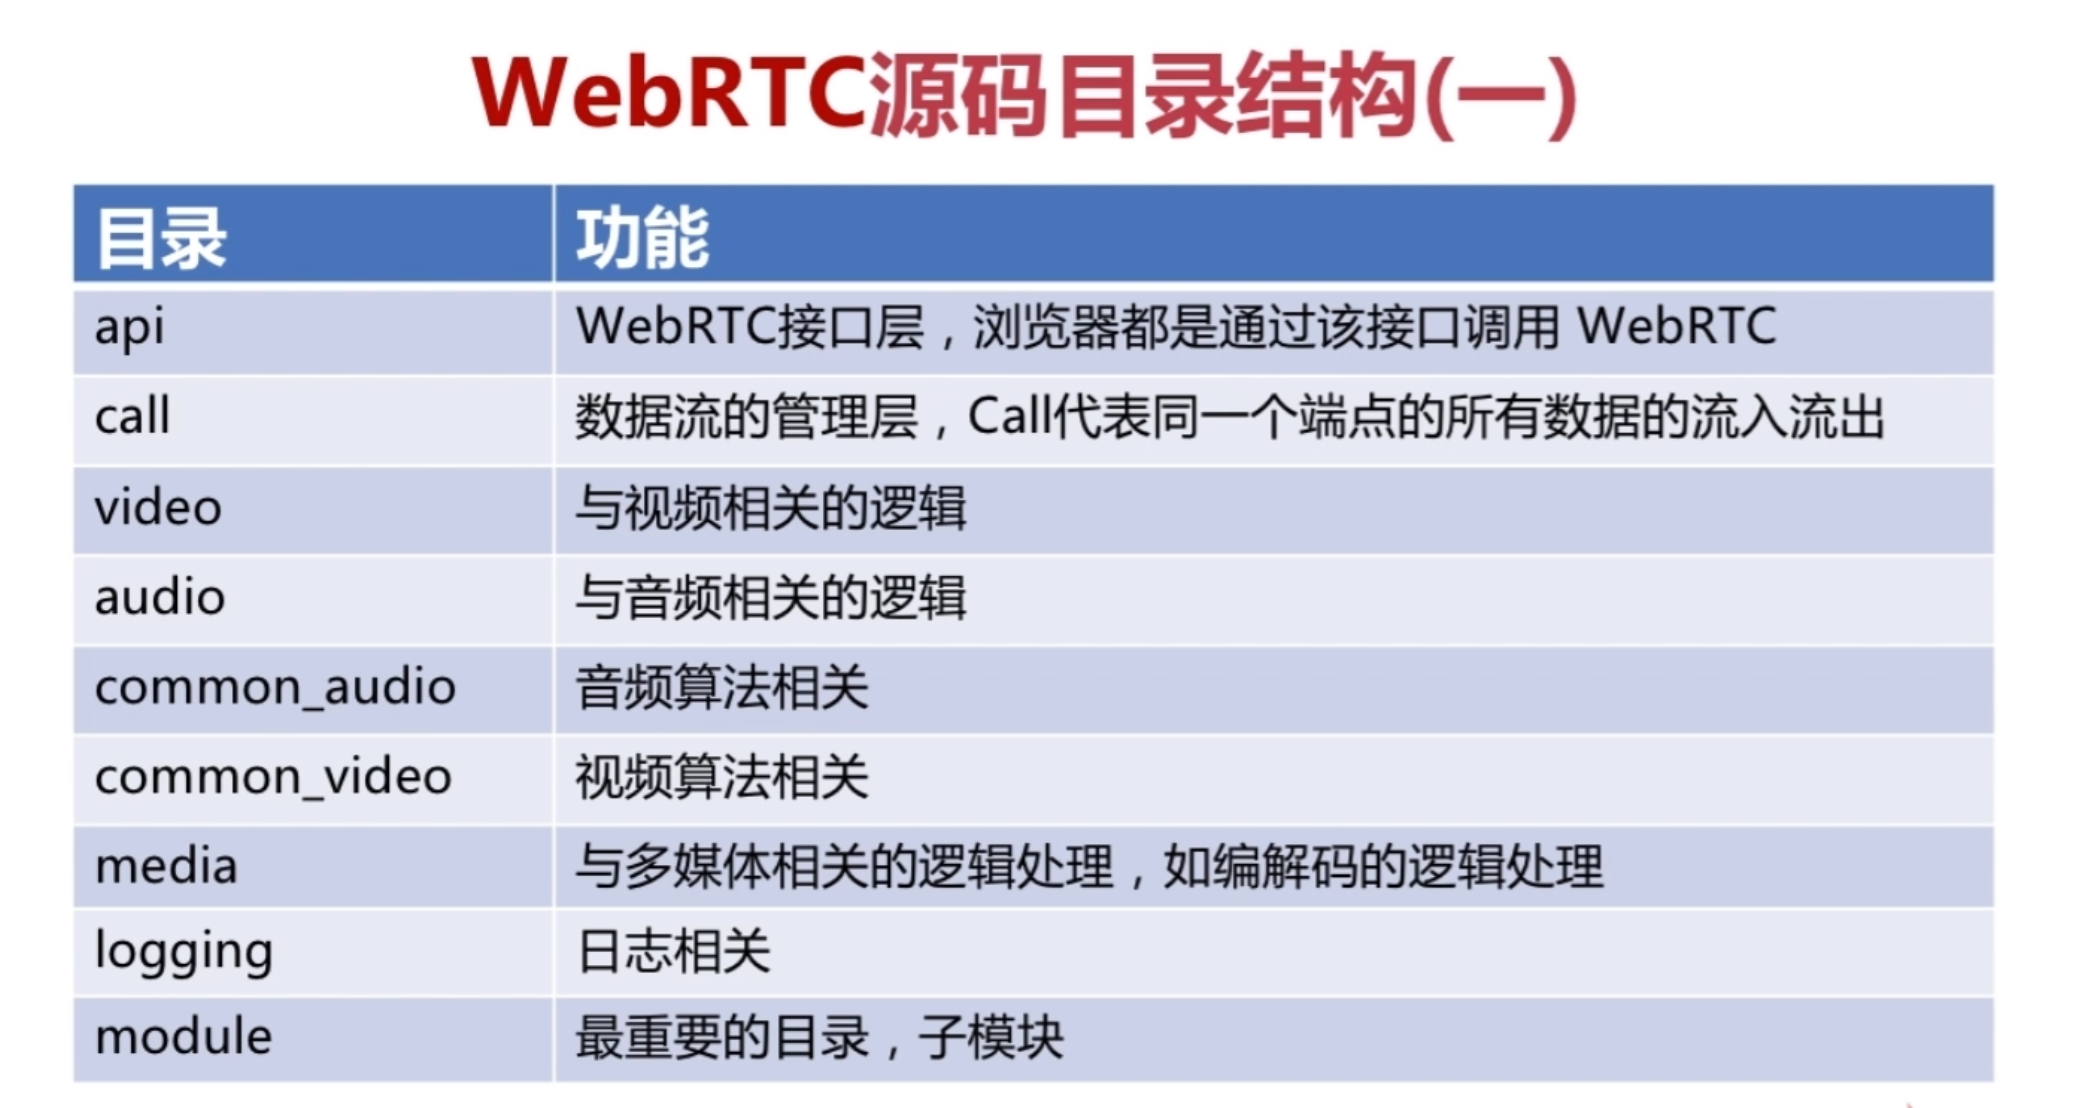 WebRTC源码目录结构(一)
目录 功能
api WebRTC接口层，浏览器都是通过该接口调用 WebRTC
call 数据流的管理层，Call代表同一个端点的所有数据的流入流出
video 与视频相关的逻辑
audio 与音频相关的逻辑
common_audio 音频算法相关
common_video 视频算法相关
media 与多媒体相关的逻辑处理，如编解码的逻辑处理
logging 日志相关
module 最重要的目录，子模块